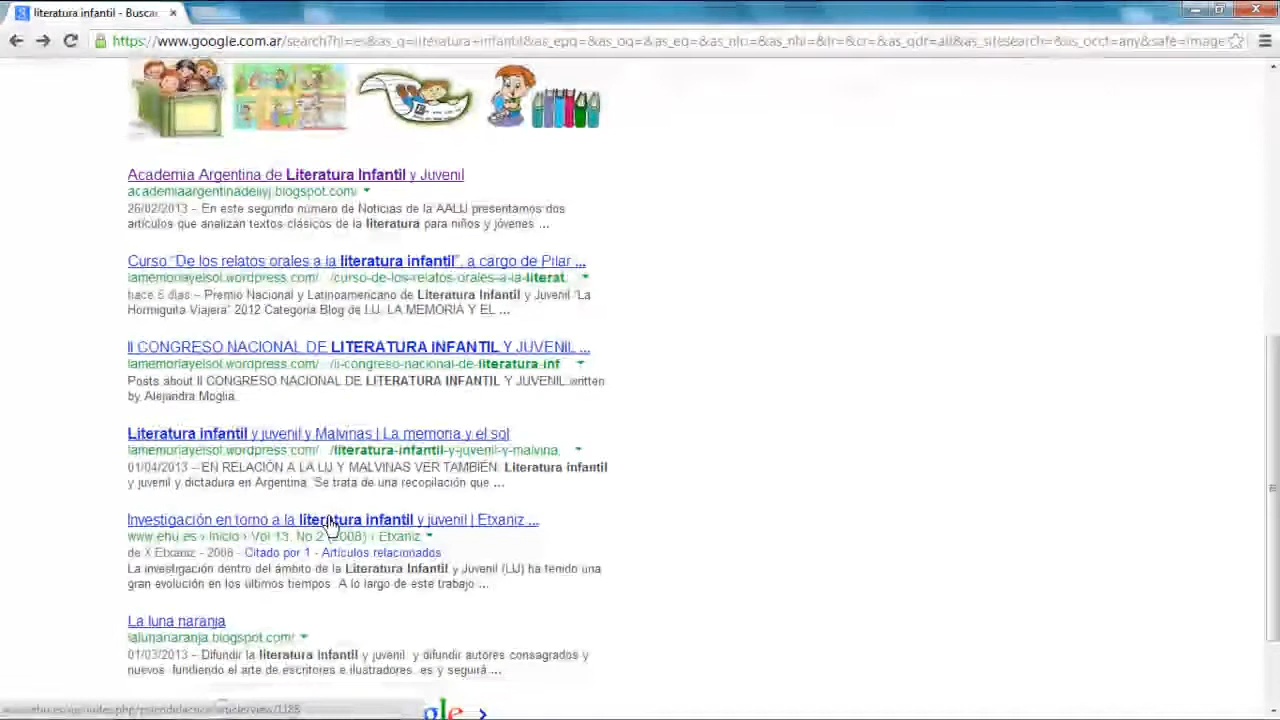 literatura infantil - Busca
https://www.google.com.ar/search?hl=es&as_q=literatura+infantil&as_epq=&as_oq=&as_eq=&as_nlo=&as_nhi=&lr=&cr=&as_qdr=all&as_sitesearch=&as_occt=any&safe=image
Academia Argentina de Literatura Infantil y Juvenil
academiaargentinadeliyj.blogspot.com/
26/02/2013 – En este segundo número de Noticias de la AALIJ presentamos dos
artículos que analizan textos clásicos de la literatura para niños y jóvenes ...
Curso "De los relatos orales a la literatura infantil", a cargo de Pilar ...
lamemoriayelsol.wordpress.com/ /curso-de-los-relatos-orales-a-la-literat
hace 5 días – Premio Nacional y Latinoamericano de Literatura Infantil y Juvenil "La
Hormiguita Viajera" 2012 Categoría Blog de LIJ. LA MEMORIA Y EL ...
II CONGRESO NACIONAL DE LITERATURA INFANTIL Y JUVENIL ...
lamemoriayelsol.wordpress.com/ /ii-congreso-nacional-de-literatura-inf
Posts about II CONGRESO NACIONAL DE LITERATURA INFANTIL Y JUVENIL written
by Alejandra Moglia.
Literatura infantil y juvenil y Malvinas | La memoria y el sol
lamemoriayelsol.wordpress.com/ /literatura-infantil-y-juvenil-y-malvina
01/04/2013 – EN RELACIÓN A LA LIJ Y MALVINAS VER TAMBIÉN: Literatura infantil
y juvenil y dictadura en Argentina. Se trata de una recopilación que ...
Investigación en torno a la literatura infantil y juvenil | Etxaniz ...
www.ehu.es › Inicio › Vol 13, No 2 (2008) › Etxaniz
de X Etxaniz - 2008 - Citado por 1 - Artículos relacionados
La investigación dentro del ámbito de la Literatura Infantil y Juvenil (LIJ) ha tenido una
gran evolución en los últimos tiempos. A lo largo de este trabajo ...
La luna naranja
lalunanaranja.blogspot.com/
01/03/2013 – Difundir la literatura infantil y juvenil y difundir autores consagrados y
nuevos fundiendo el arte de escritores e ilustradores es y seguirá ...
gle >